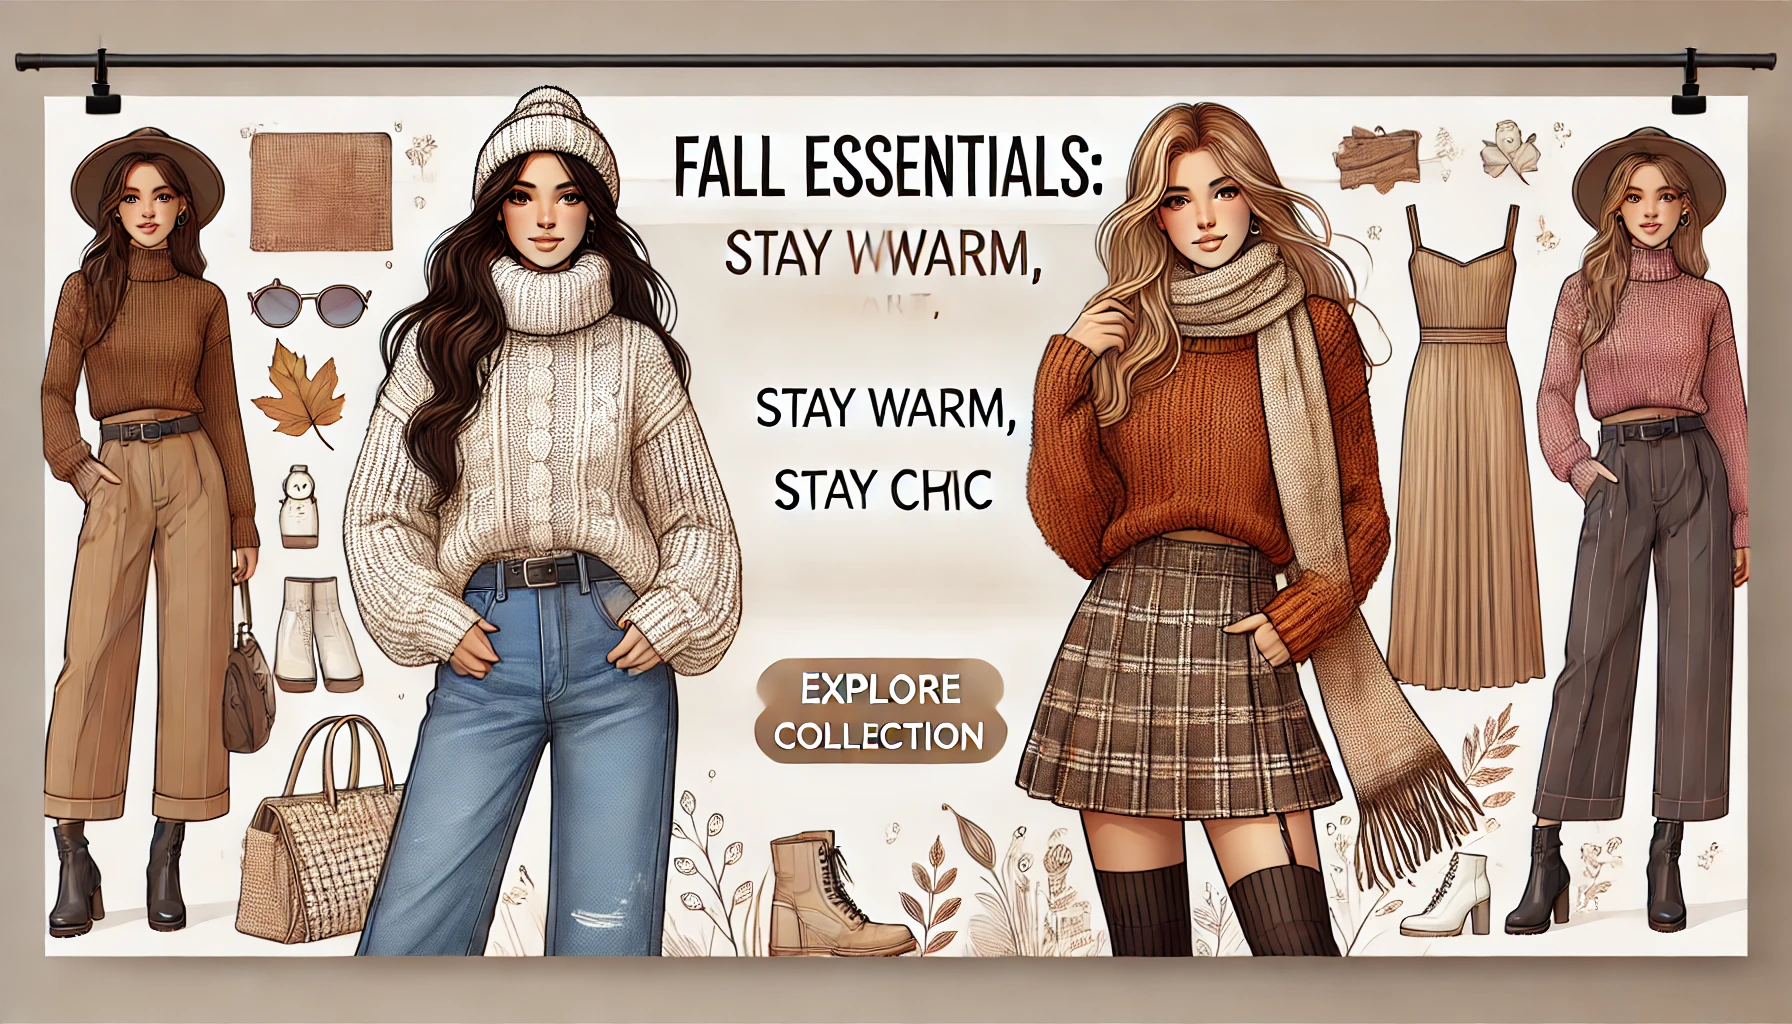 FALL ESSENTIALS:
STAY WWARM,
STAY WARM,
STAY CHIC
EXPLORE
COLLECTION